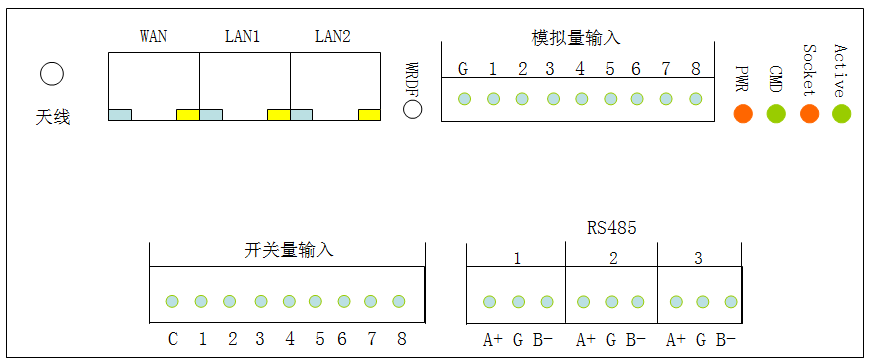 WAN LAN1 LAN2
天线
WRDF
模拟量输入
G 1 2 3 4 5 6 7 8
PWR CMD Socket Active
开关量输入
C 1 2 3 4 5 6 7 8
RS485
1 2 3
A+ G B- A+ G B- A+ G B-